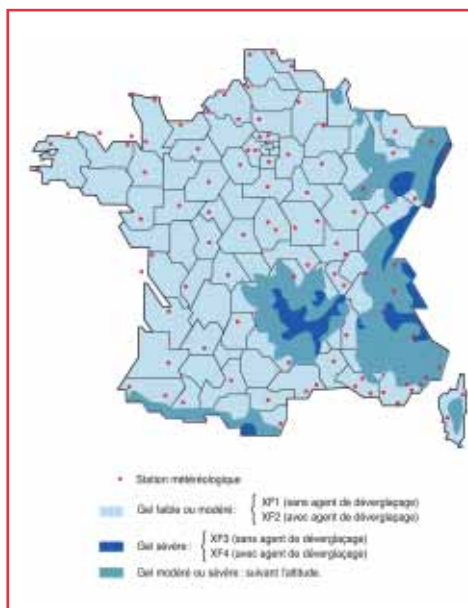 Station météréologique
Gel faible ou modéré : { XF1 (sans agent de déverglaçage)
XF2 (avec agent de déverglaçage)
Gel sévère : { XF3 (sans agent de déverglaçage)
XF4 (avec agent de déverglaçage)
Gel modéré ou sévère : suivant l'altitude.